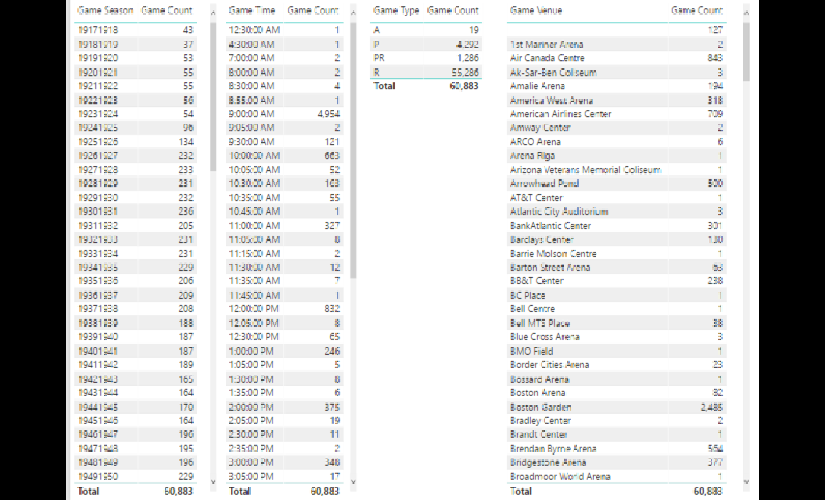 Game Season Game Count Game Time Game Count Game Type Game Count Game Venue Game Count
19171918 43 12:30:00 AM 1 A 19 127
19181919 37 4:30:00 AM 1 P 4,292 1st Mariner Arena 2
19191920 53 7:00:00 AM 2 PR 1,286 Air Canada Centre 843
19201921 55 8:00:00 AM 2 R 55,286 Ak-Sar-Ben Coliseum 3
19211922 55 8:30:00 AM 4 Total 60,883 Amalie Arena 194
19221923 56 8:55:00 AM 1 America West Arena 318
19231924 54 9:00:00 AM 4,954 American Airlines Center 709
19241925 96 9:05:00 AM 2 Amway Center 2
19251926 134 9:30:00 AM 121 ARCO Arena 6
19261927 232 10:00:00 AM 663 Arena Riga 1
19271928 233 10:05:00 AM 52 Arizona Veterans Memorial Coliseum 1
19281929 231 10:30:00 AM 163 Arrowhead Pond 500
19291930 232 10:35:00 AM 55 AT&T Center 1
19301931 236 10:45:00 AM 1 Atlantic City Auditorium 3
19311932 205 11:00:00 AM 327 BankAtlantic Center 301
19321933 231 11:05:00 AM 8 Barclays Center 130
19331934 231 11:15:00 AM 2 Barrie Molson Centre 1
19341935 229 11:30:00 AM 12 Barton Street Arena 63
19351936 206 11:35:00 AM 7 BB&T Center 238
19361937 209 11:45:00 AM 1 BC Place 1
19371938 208 12:00:00 PM 832 Bell Centre 1
19381939 188 12:05:00 PM 8 Bell MTS Place 38
19391940 187 12:30:00 PM 65 Blue Cross Arena 3
19401941 187 1:00:00 PM 246 BMO Field 1
19411942 189 1:05:00 PM 5 Border Cities Arena 23
19421943 165 1:30:00 PM 8 Bossard Arena 1
19431944 164 1:35:00 PM 6 Boston Arena 82
19441945 170 2:00:00 PM 375 Boston Garden 2,485
19451946 164 2:05:00 PM 19 Bradley Center 2
19461947 196 2:30:00 PM 11 Brandt Center 1
19471948 195 2:35:00 PM 2 Brendan Byrne Arena 564
19481949 196 3:00:00 PM 348 Bridgestone Arena 377
19491950 229 3:05:00 PM 17 Broadmoor World Arena 1
Total 60,883 Total 60,883 Total 60,883